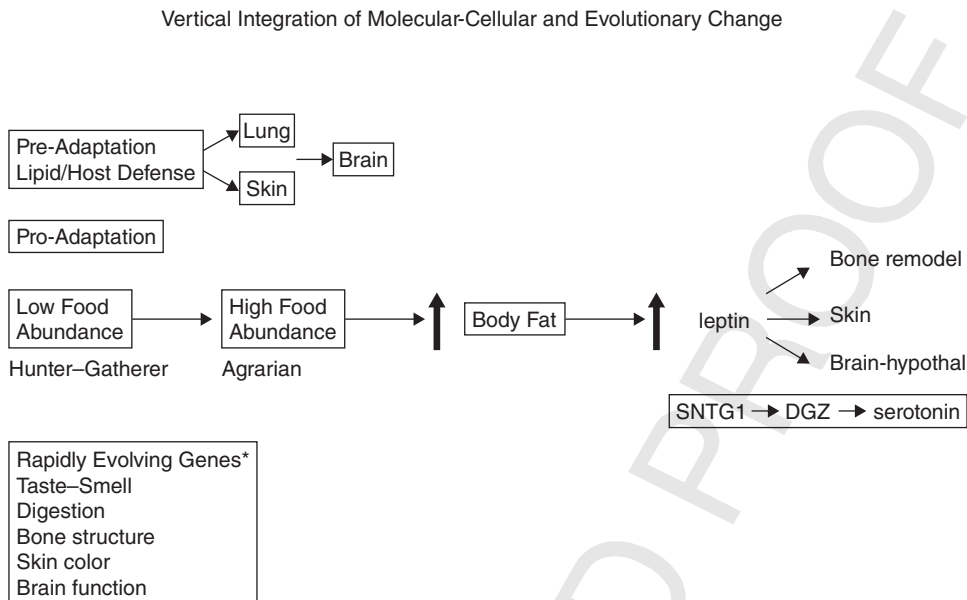 Vertical Integration of Molecular-Cellular and Evolutionary Change
Pre-Adaptation
Lipid/Host Defense
Lung
Skin
Brain
Pro-Adaptation
Low Food
Abundance
Hunter–Gatherer
High Food
Abundance
Agrarian
Body Fat
leptin
Bone remodel
Skin
Brain-hypothal
SNTG1 → DGZ → serotonin
Rapidly Evolving Genes*
Taste–Smell
Digestion
Bone structure
Skin color
Brain function
D PROOF